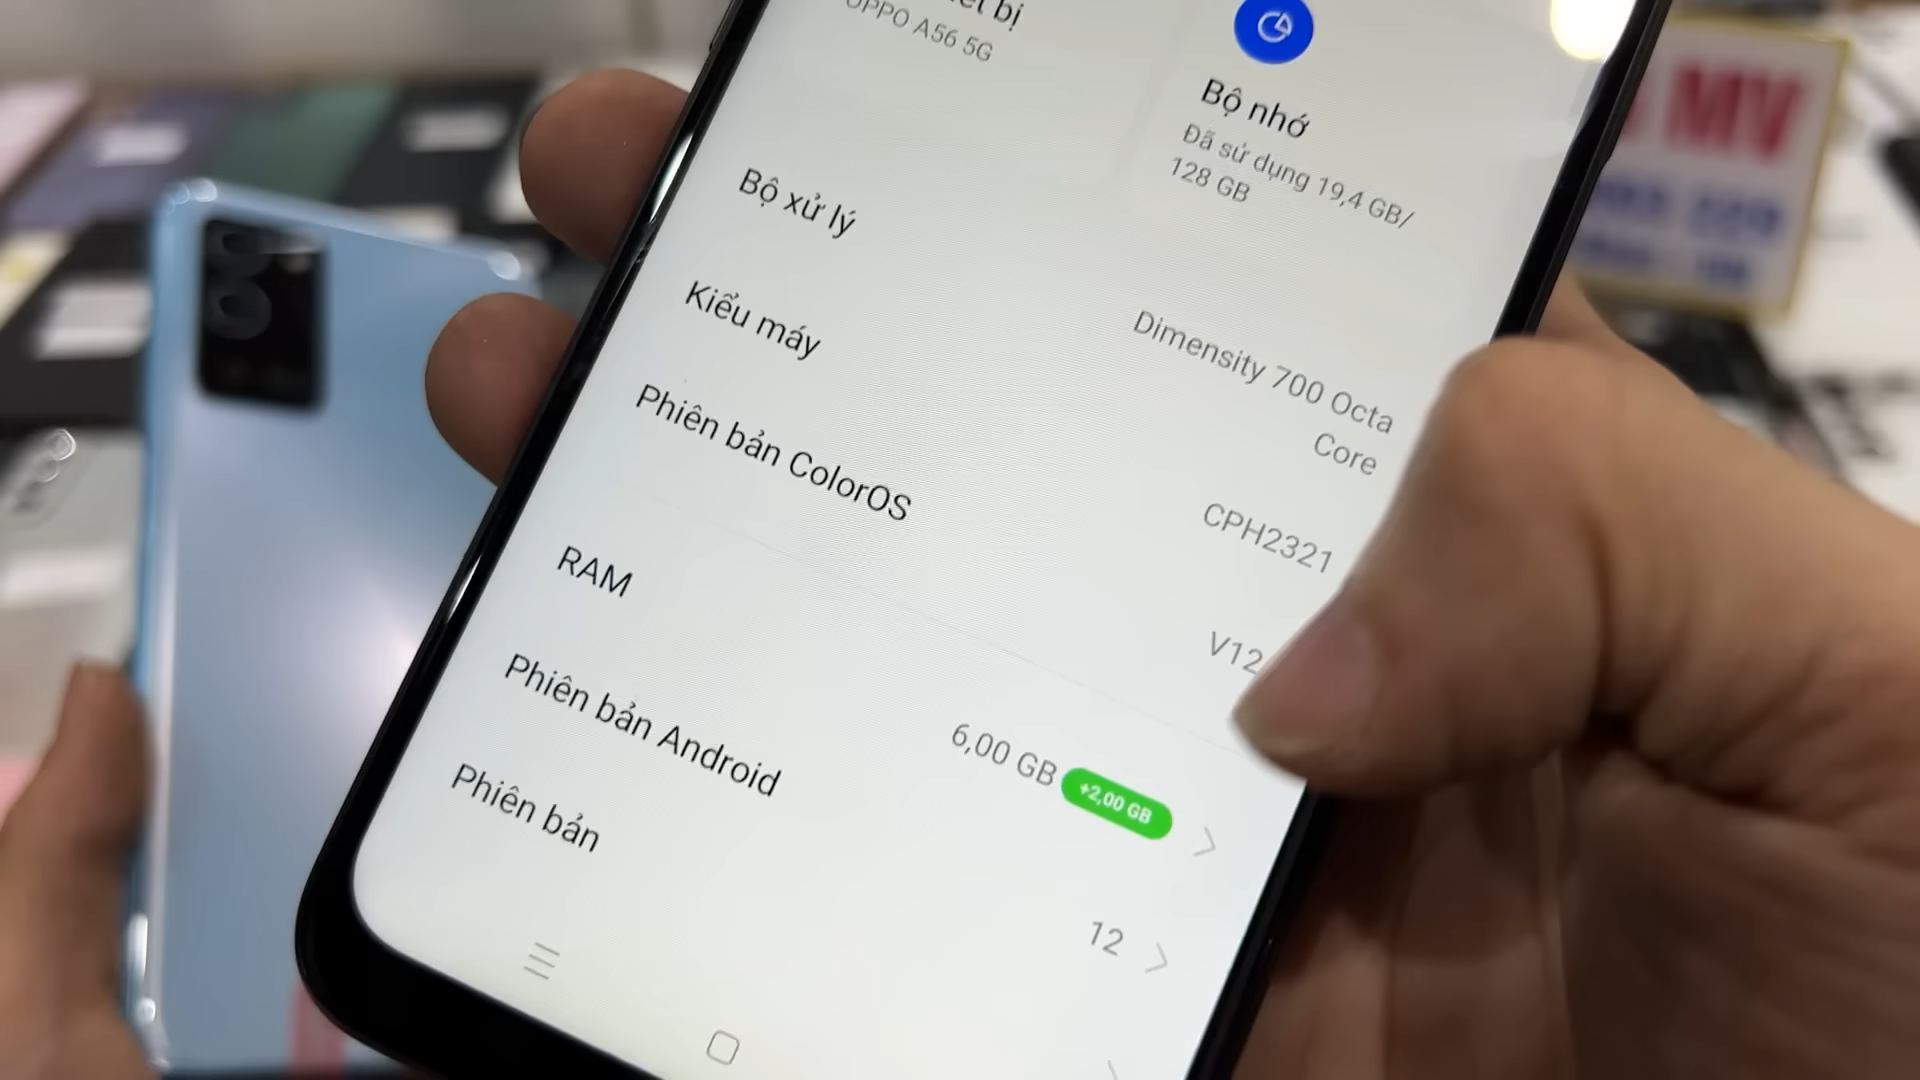 bị
OPPO A56 5G
Bộ nhớ
Đã sử dụng 19,4 GB/
128 GB
Bộ xử lý
Dimensity 700 Octa
Core
Kiểu máy
CPH2321
Phiên bản ColorOS
V12
RAM
6,00 GB +2,00 GB
Phiên bản Android
12
Phiên bản
MV